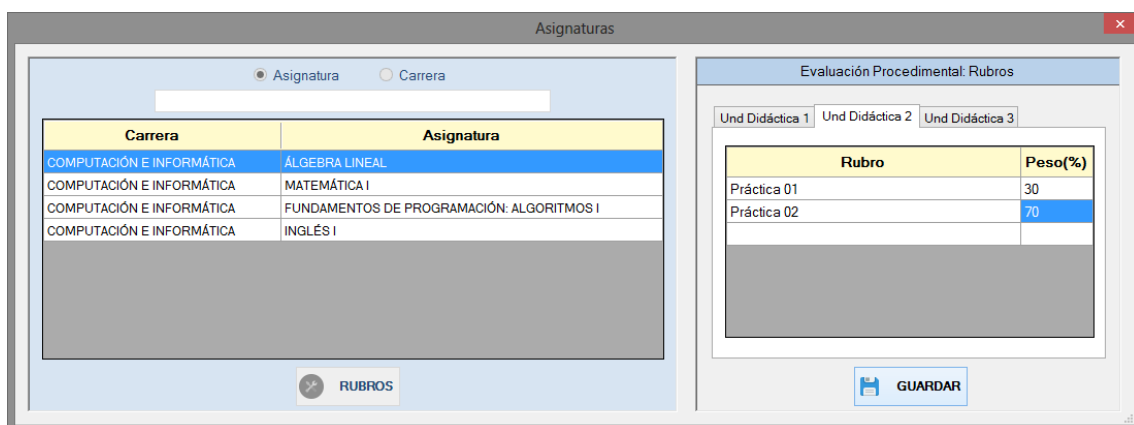 Asignaturas
Asignatura Carrera
Carrera Asignatura
COMPUTACIÓN E INFORMÁTICA ÁLGEBRA LINEAL
COMPUTACIÓN E INFORMÁTICA MATEMÁTICA I
COMPUTACIÓN E INFORMÁTICA FUNDAMENTOS DE PROGRAMACIÓN: ALGORITMOS I
COMPUTACIÓN E INFORMÁTICA INGLÉS I
RUBROS
Evaluación Procedimental: Rubros
Und Didáctica 1 Und Didáctica 2 Und Didáctica 3
Rubro Peso(%)
Práctica 01 30
Práctica 02 70
GUARDAR